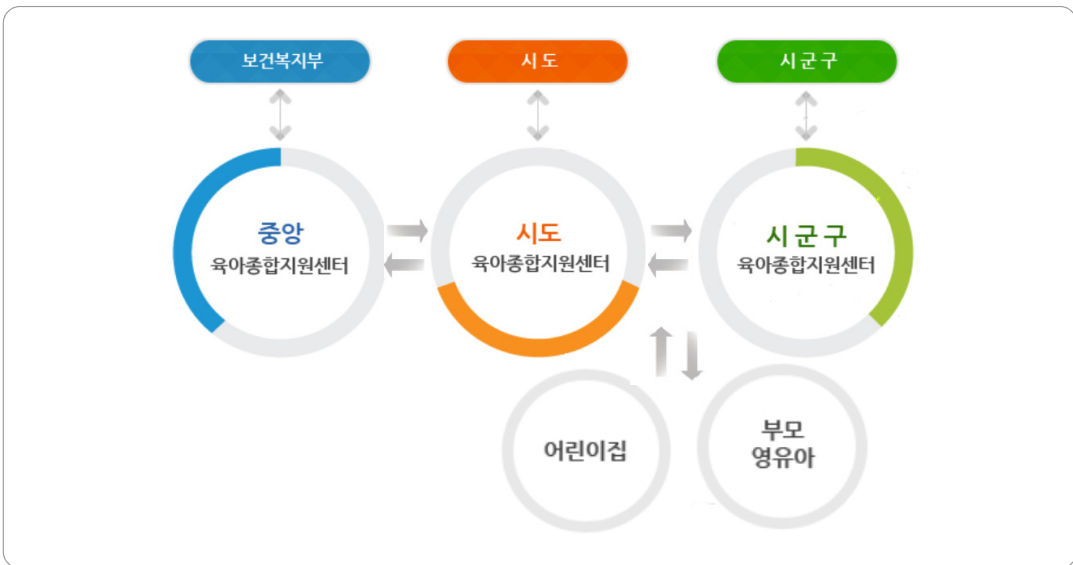 보건복지부
시 도
시 군 구
중앙
육아종합지원센터
시도
육아종합지원센터
시 군 구
육아종합지원센터
어린이집
부모
영유아